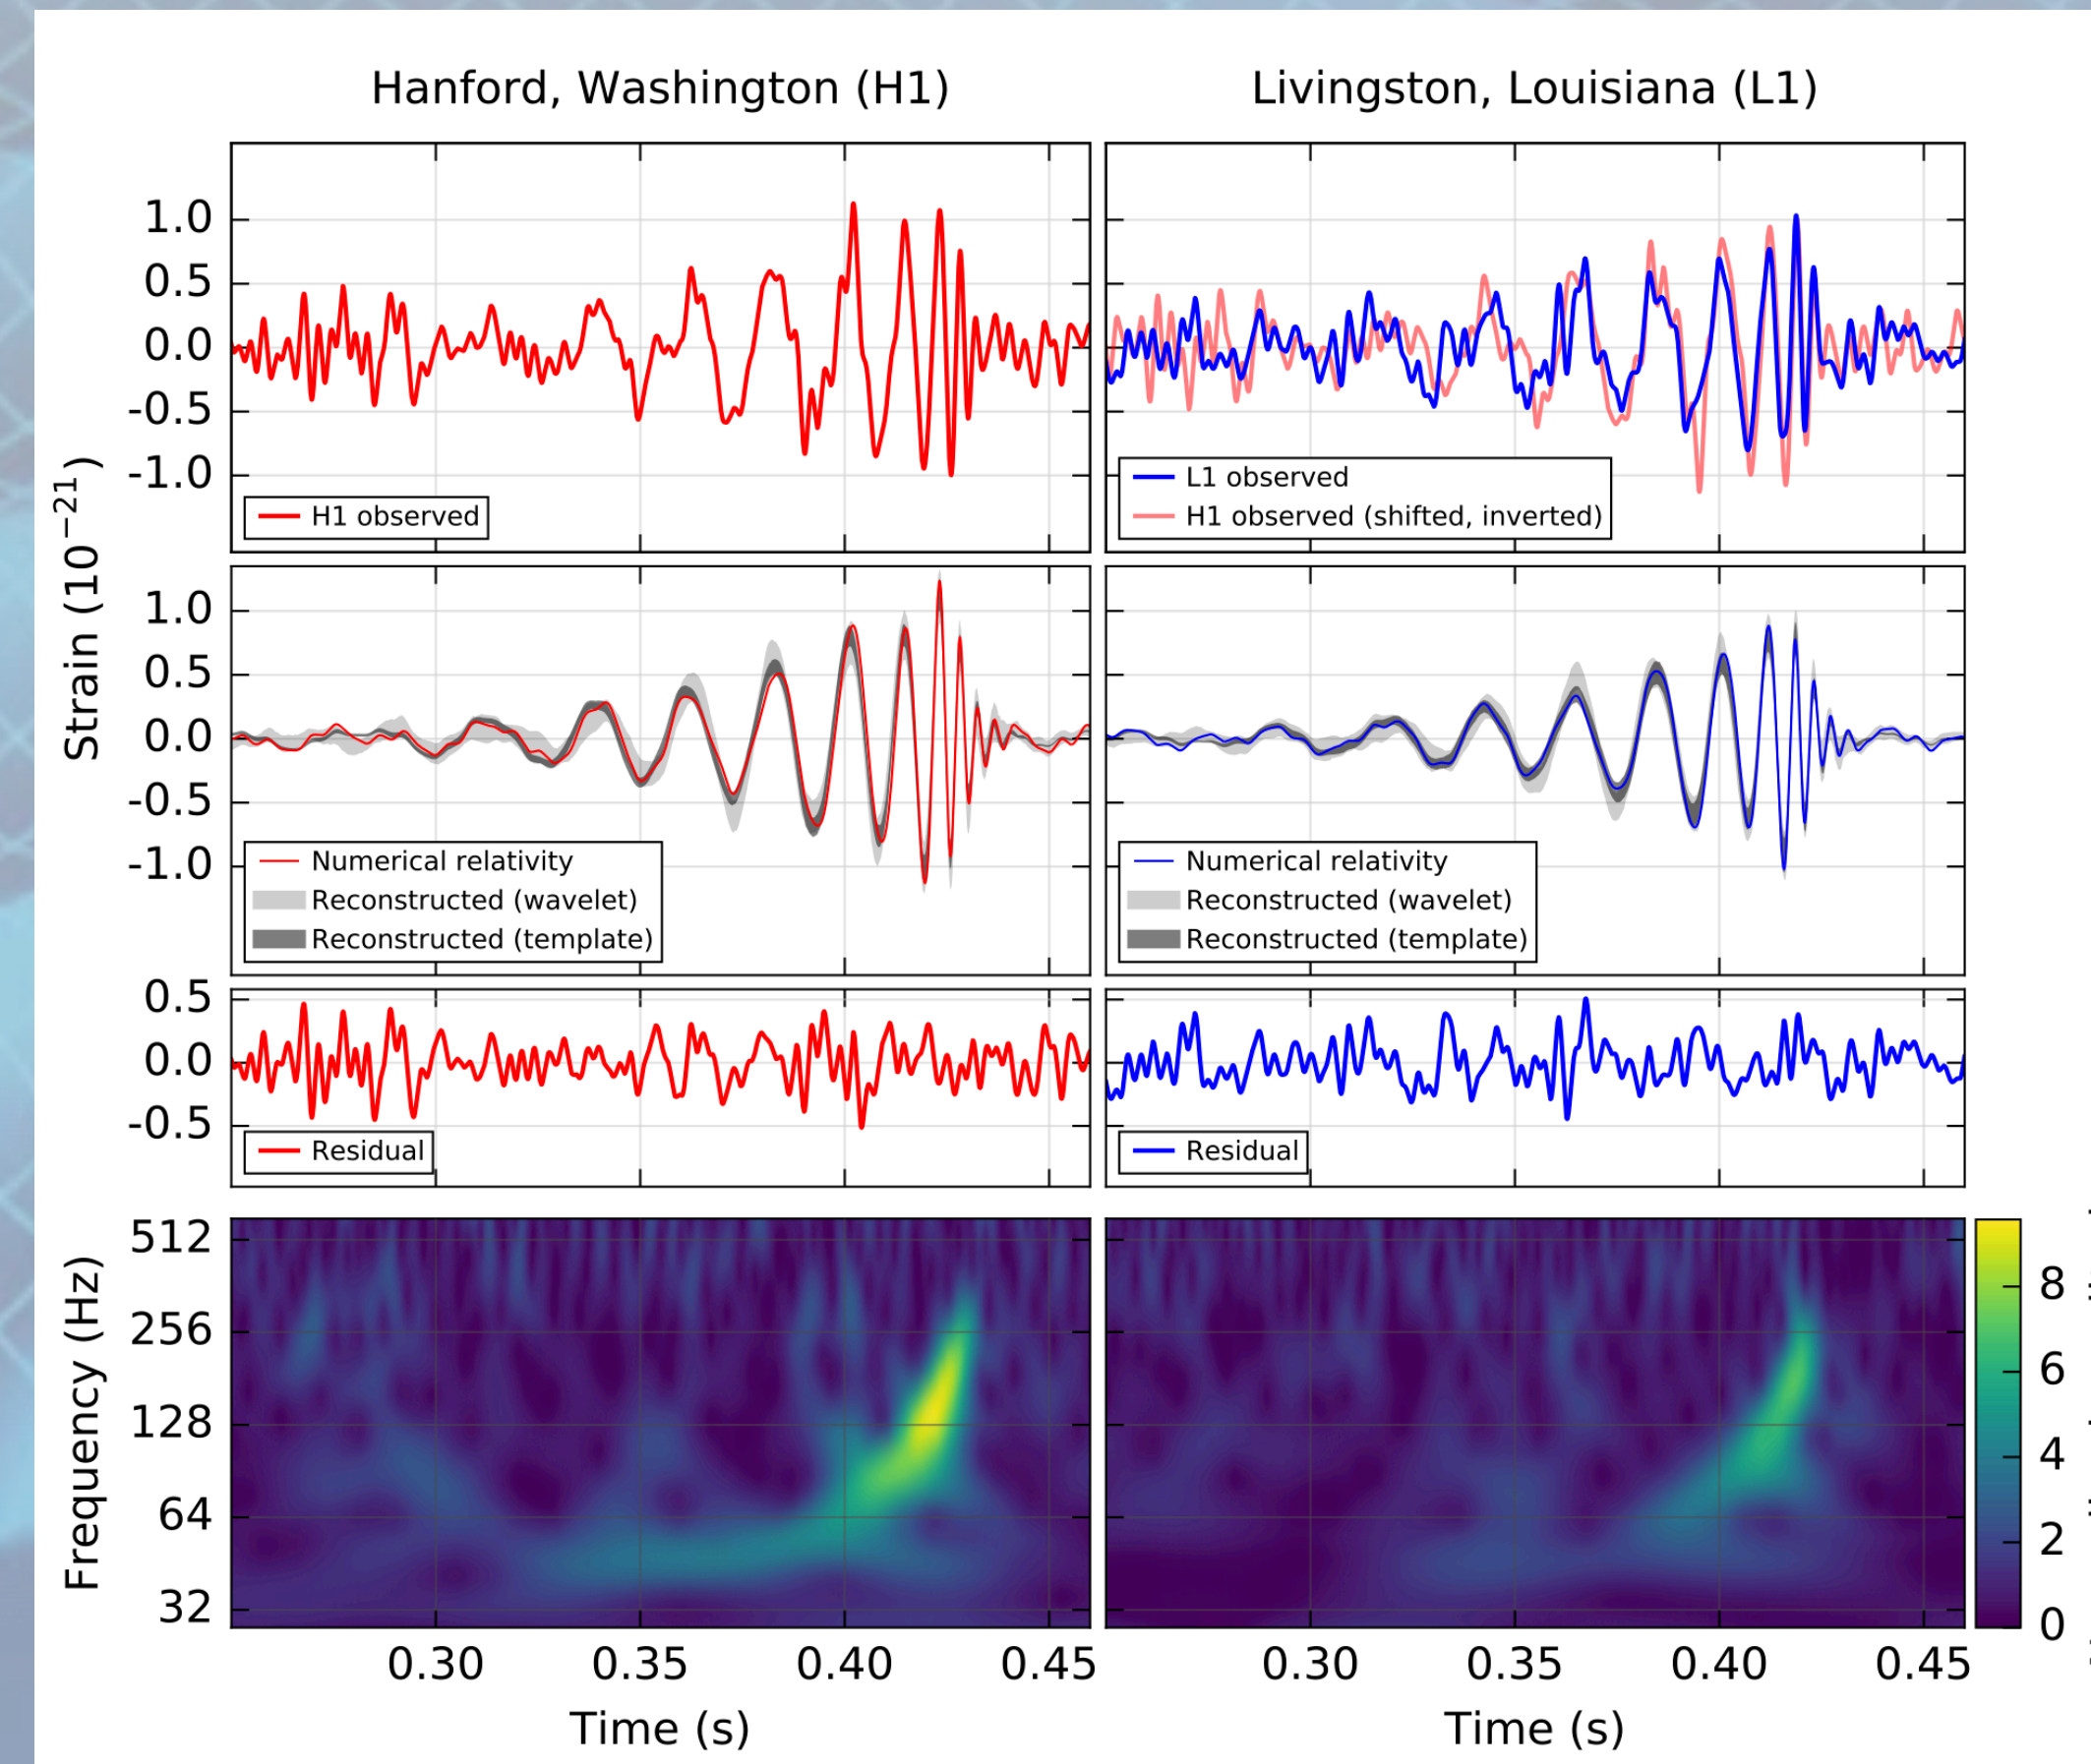 Hanford, Washington (H1)
Livingston, Louisiana (L1)
Strain (10⁻²¹)
1.0
0.5
0.0
-0.5
-1.0
H1 observed
L1 observed
H1 observed (shifted, inverted)
1.0
0.5
0.0
-0.5
-1.0
Numerical relativity
Reconstructed (wavelet)
Reconstructed (template)
Numerical relativity
Reconstructed (wavelet)
Reconstructed (template)
0.5
0.0
-0.5
Residual
Residual
Frequency (Hz)
512
256
128
64
32
8
6
4
2
0
0.30 0.35 0.40 0.45
0.30 0.35 0.40 0.45
Time (s)
Time (s)